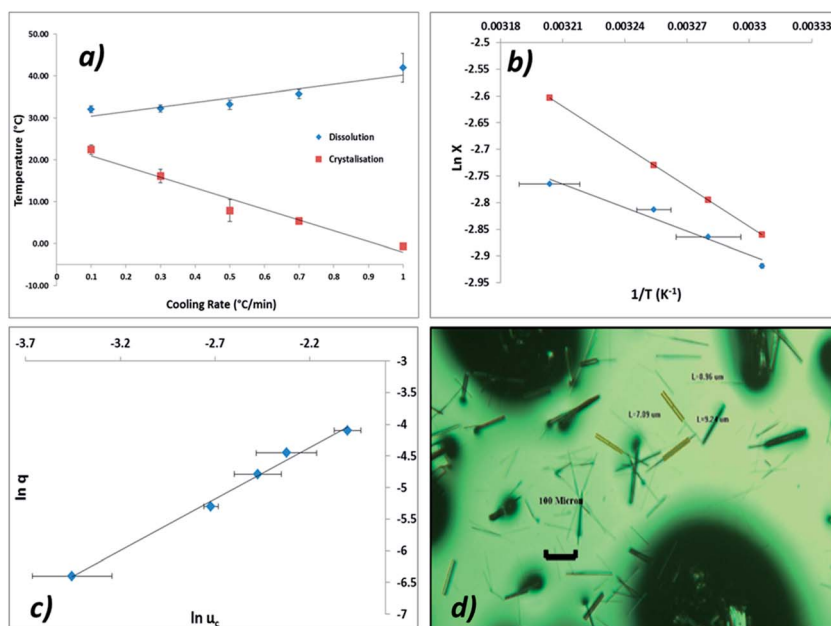 a)
50.00
40.00
30.00
20.00
10.00
0.00
-10.00
Temperature (°C)
Dissolution
Crystalisation
0 0.1 0.2 0.3 0.4 0.5 0.6 0.7 0.8 0.9 1
Cooling Rate (°C/min)
b)
0.00318 0.00321 0.00324 0.00327 0.0033 0.00333
-2.5
-2.55
-2.6
-2.65
-2.7
-2.75
-2.8
-2.85
-2.9
-2.95
Ln X
1/T (K-1)
c)
-3.7 -2.7 -2.2
-3
-3.5
-4
-4.5
-5
-5.5
-6
-6.5
-7
ln q
ln uc
d)
L=8.96 um
L=7.09 um
L=9.24 um
100 Micron